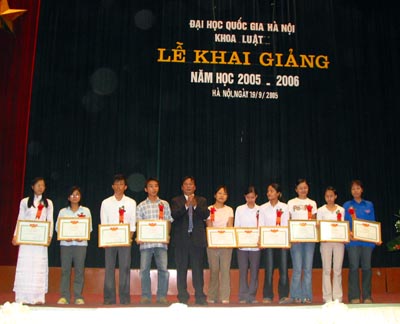 ĐẠI HỌC QUỐC GIA HÀ NỘI
KHOA LUẬT
LỄ KHAI GIẢNG
NĂM HỌC 2005 - 2006
HÀ NỘI, NGÀY 19/9/2005